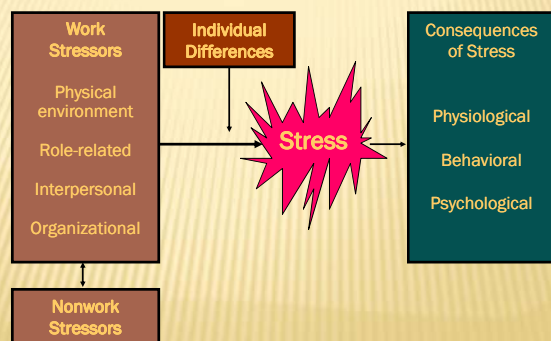 Work
Stressors
Physical
environment
Role-related
Interpersonal
Organizational
Nonwork
Stressors
Individual
Differences
Stress
Consequences
of Stress
Physiological
Behavioral
Psychological